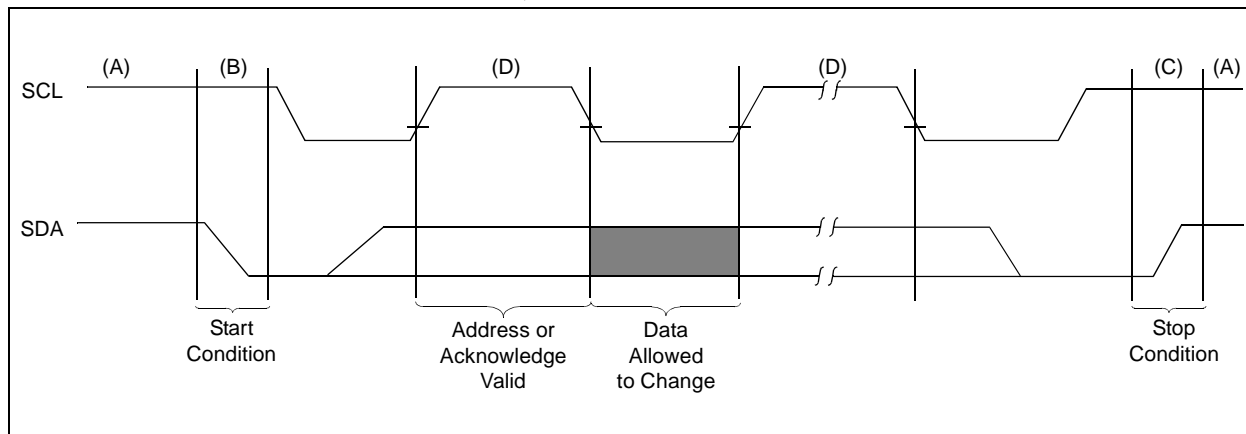 (A)
(B)
(D)
(D)
(C)
(A)
SCL
SDA
Start
Condition
Address or
Acknowledge
Valid
Data
Allowed
to Change
Stop
Condition